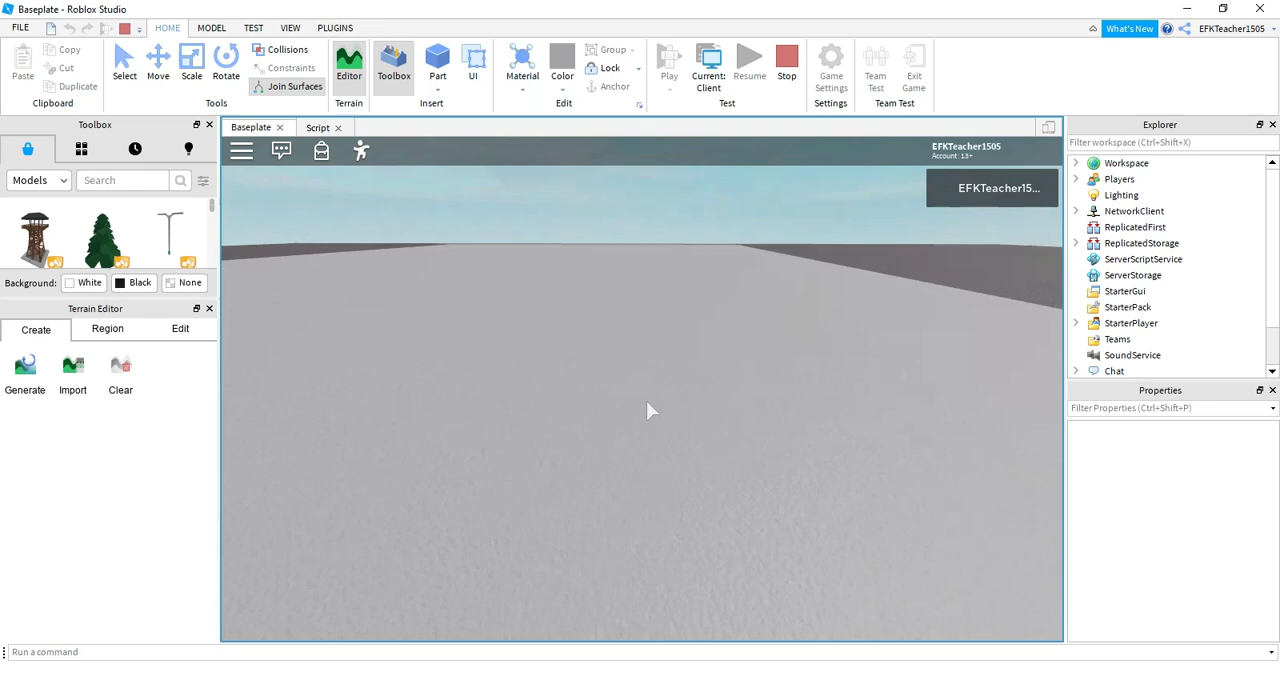 Baseplate - Roblox Studio
FILE HOME MODEL TEST VIEW PLUGINS What's New EFKTeacher1505
Paste Copy Cut Duplicate Clipboard
Select Move Scale Rotate Collisions Constraints Join Surfaces Tools
Editor Terrain
Toolbox Part UI Insert
Material Color Group Lock Anchor Edit
Play Current: Client Resume Stop Test
Game Settings Settings
Team Test Exit Game Team Test
Toolbox
Models Search
Background: White Black None
Terrain Editor
Create Region Edit
Generate Import Clear
Baseplate Script
EFKTeacher1505
Account: 13+
EFKTeacher15...
Explorer
Filter workspace (Ctrl+Shift+X)
Workspace
Players
Lighting
NetworkClient
ReplicatedFirst
ReplicatedStorage
ServerScriptService
ServerStorage
StarterGui
StarterPack
StarterPlayer
Teams
SoundService
Chat
Properties
Filter Properties (Ctrl+Shift+P)
Run a command